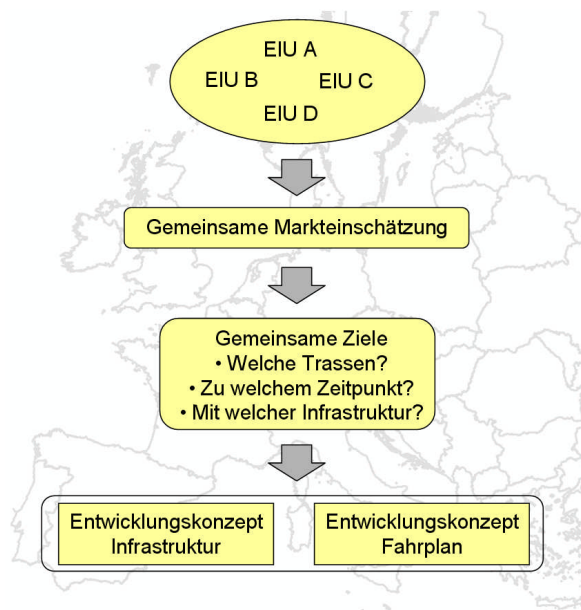 EIU A
EIU B EIU C
EIU D
Gemeinsame Markteinschätzung
Gemeinsame Ziele
• Welche Trassen?
• Zu welchem Zeitpunkt?
• Mit welcher Infrastruktur?
Entwicklungskonzept
Infrastruktur
Entwicklungskonzept
Fahrplan